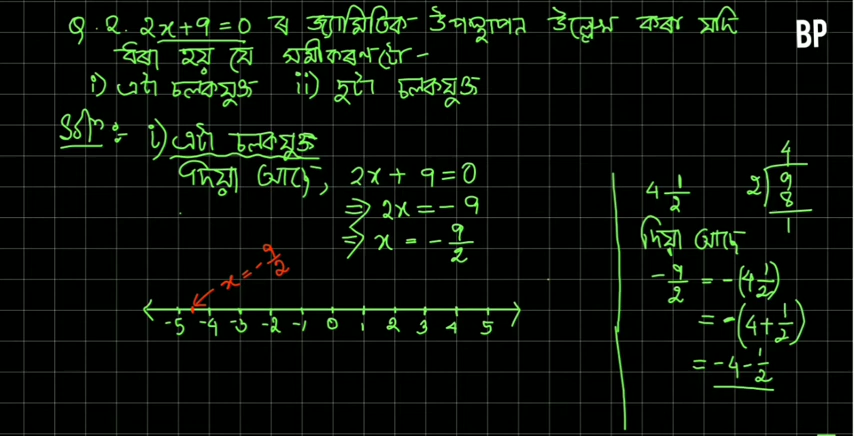 Q.2. 2x+9=0 ৰ জ্যামিতিক উপস্থাপন উল্লেখ কৰা যদি
ধৰা হয় যে সমীকৰণটো -
i) এটা চলকযুক্ত ii) দুটা চলকযুক্ত
Solⁿ :- i) এটা চলকযুক্ত
দিয়া আছে, 2x + 9 = 0
⇒ 2x = - 9
⇒ x = - 9/2
x = - 9/2
-5 -4 -3 -2 -1 0 1 2 3 4 5
BP
4
4 1/2 2 9
8
1
দিয়া আছে
- 9/2 = - (4 1/2)
= - (4 + 1/2)
= - 4 - 1/2